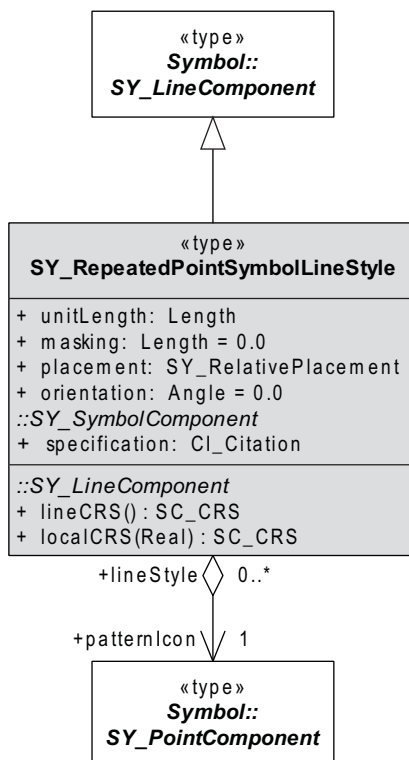 «type»
Symbol::
SY_LineComponent
«type»
SY_RepeatedPointSymbolLineStyle
+ unitLength: Length
+ masking: Length = 0.0
+ placement: SY_RelativePlacement
+ orientation: Angle = 0.0
::SY_SymbolComponent
+ specification: CI_Citation
::SY_LineComponent
+ lineCRS() : SC_CRS
+ localCRS(Real) : SC_CRS
+lineStyle 0..*
+patternIcon 1
«type»
Symbol::
SY_PointComponent